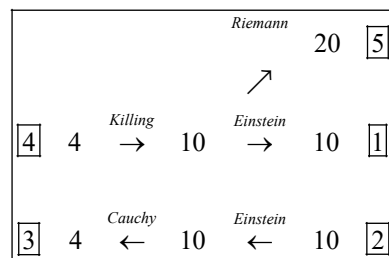 Riemann
20 5
↗
Killing Einstein
4 4 → 10 → 10 1
Cauchy Einstein
3 4 ← 10 ← 10 2